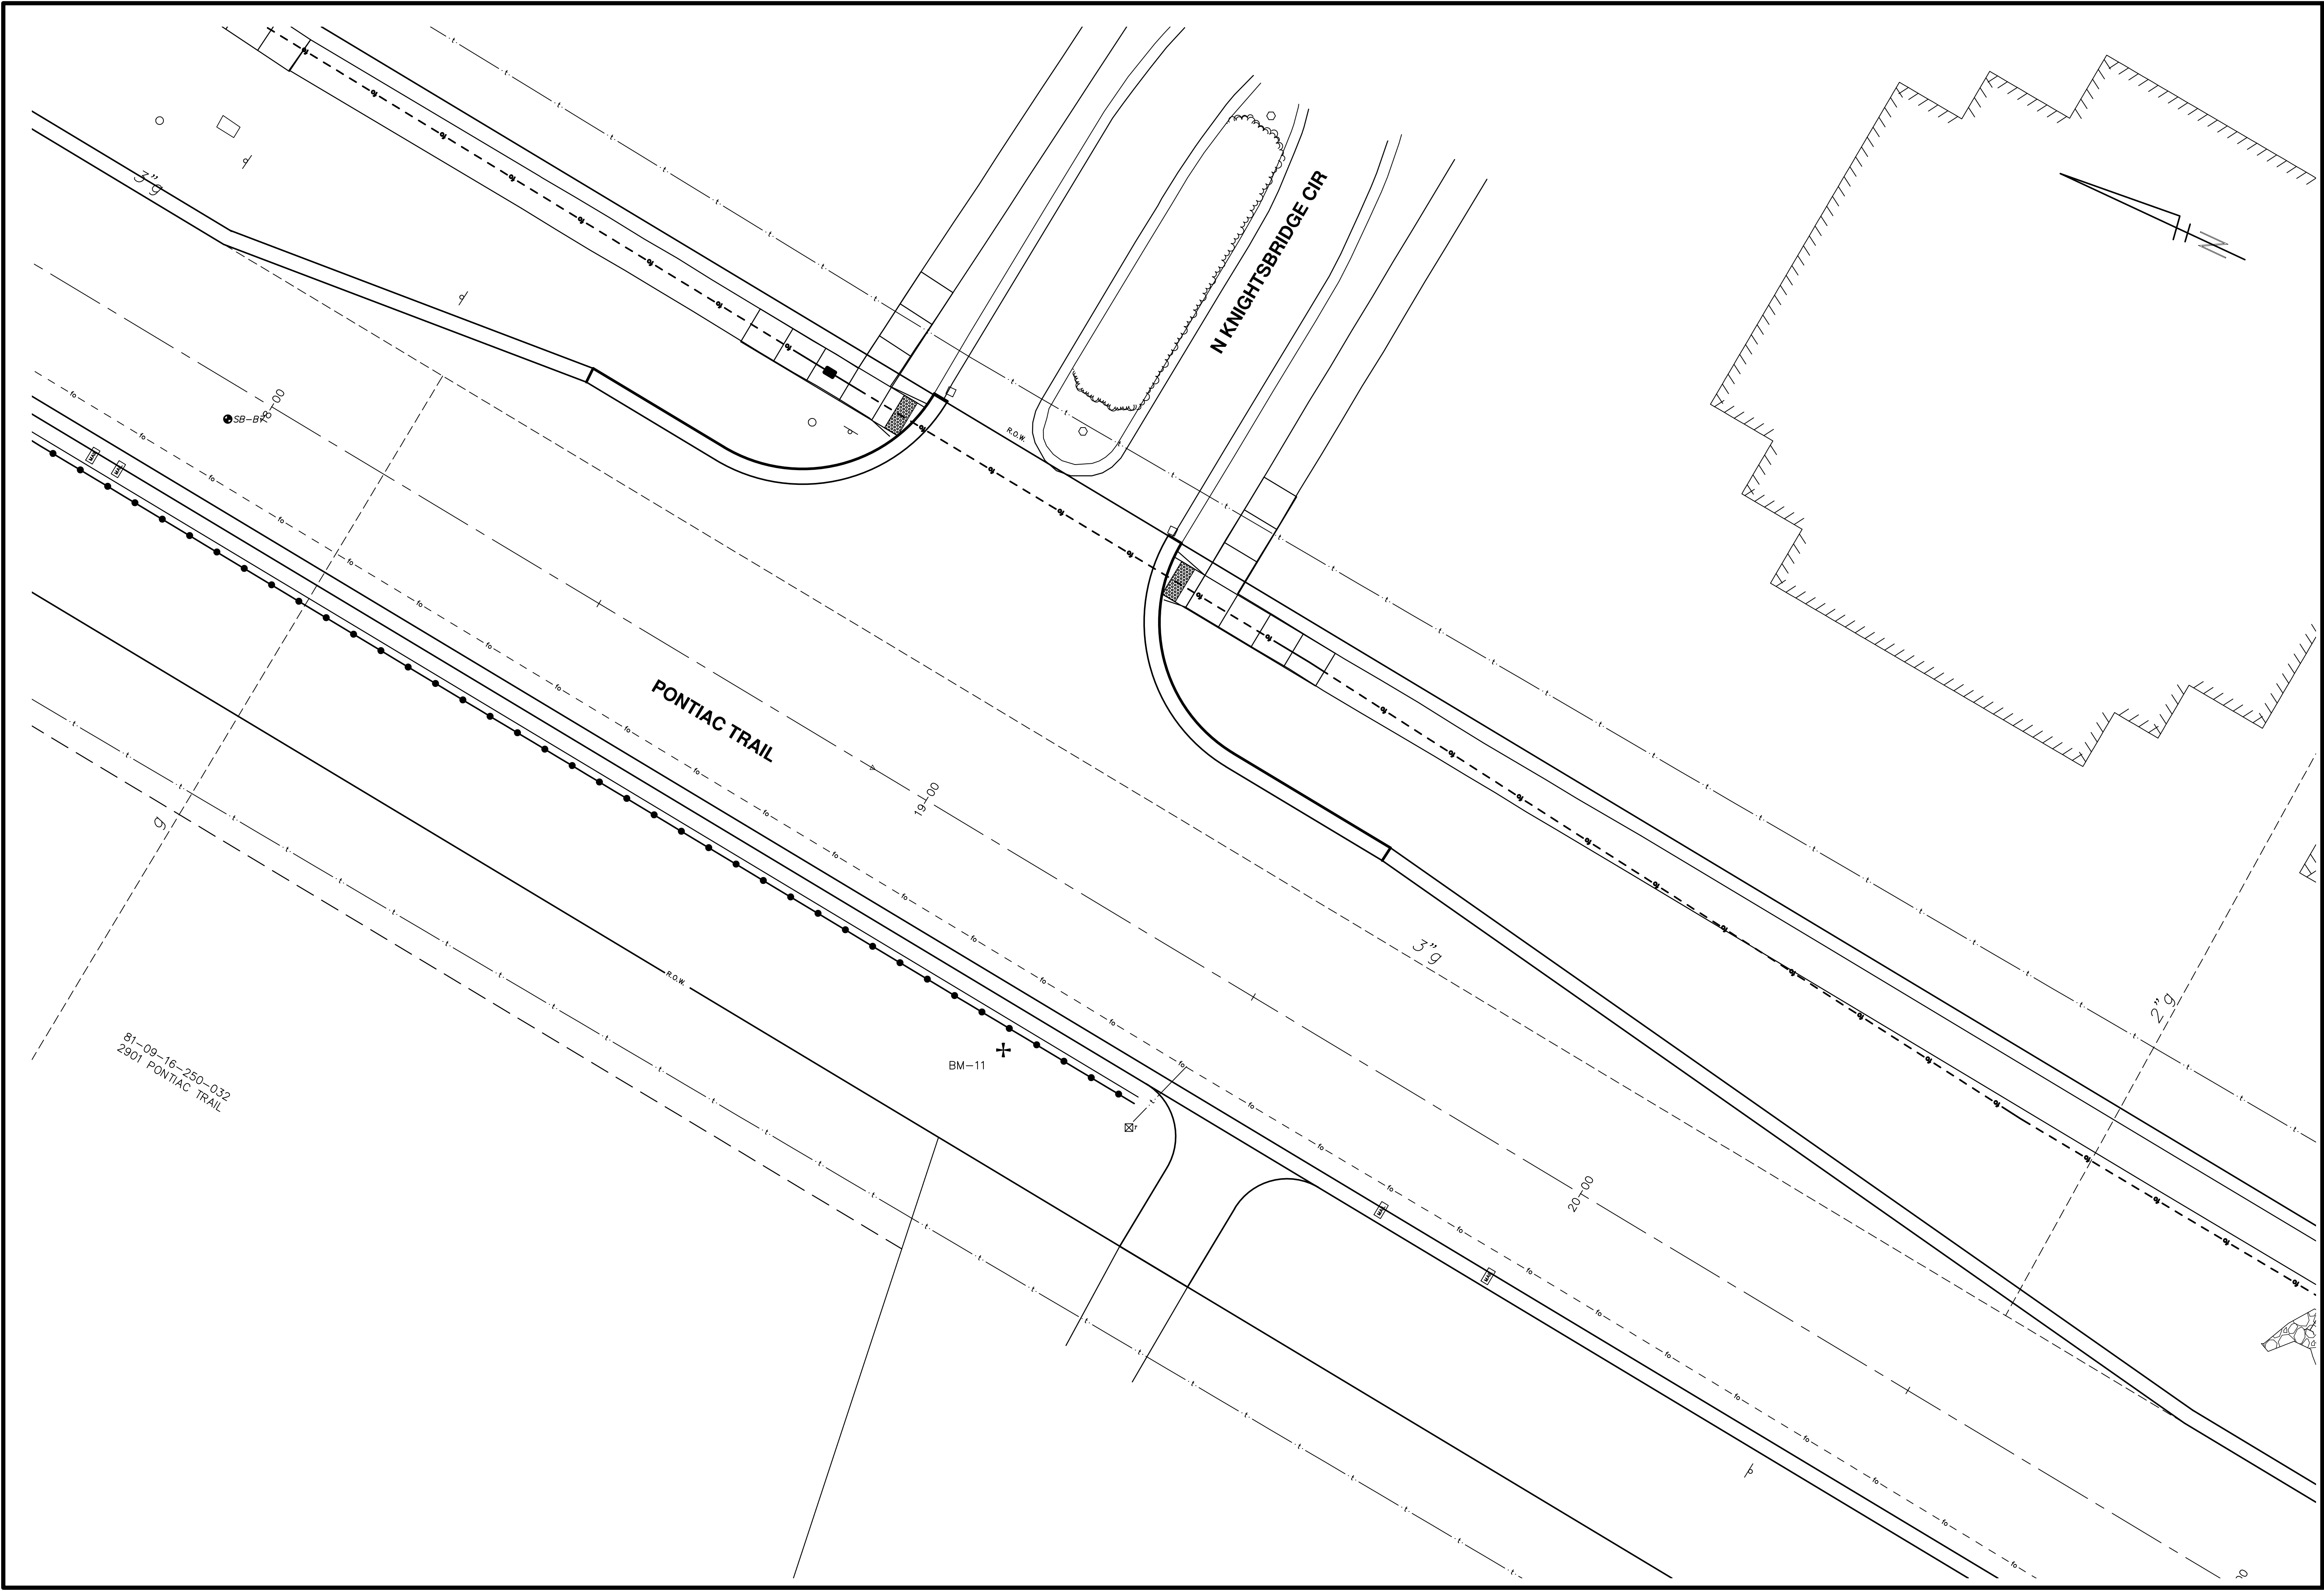 N KNIGHTSBRIDGE CIR
3"g
N
18+00
SB-B7
R.O.W.
PONTIAC TRAIL
19+00
g
3"g
R.O.W.
2"g
BM-11
81-09-16-250-032
2901 PONTIAC TRAIL
20+00